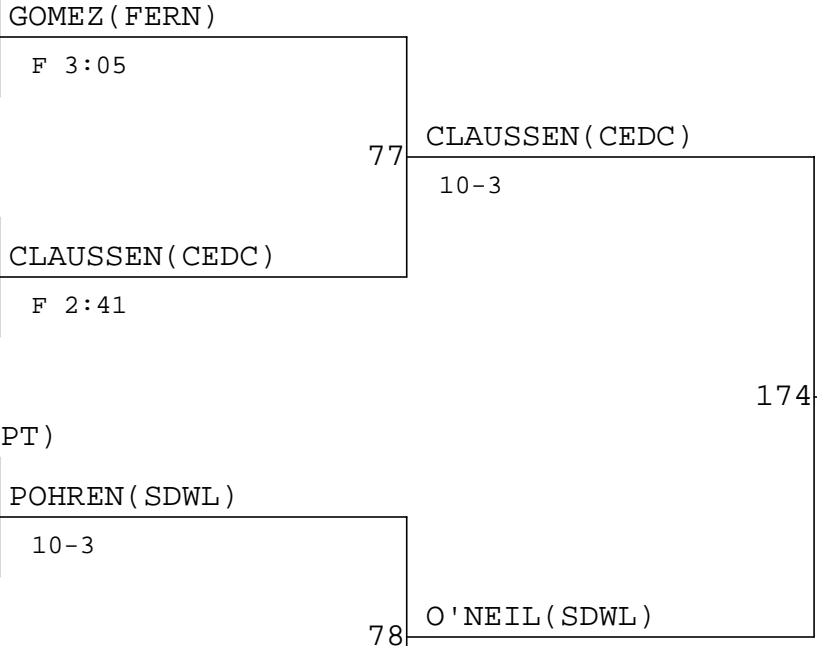 GOMEZ(FERN)
F 3:05
CLAUSSEN(CEDC)
77
10-3
CLAUSSEN(CEDC)
F 2:41
174
PT)
POHREN(SDWL)
10-3
O'NEIL(SDWL)
78